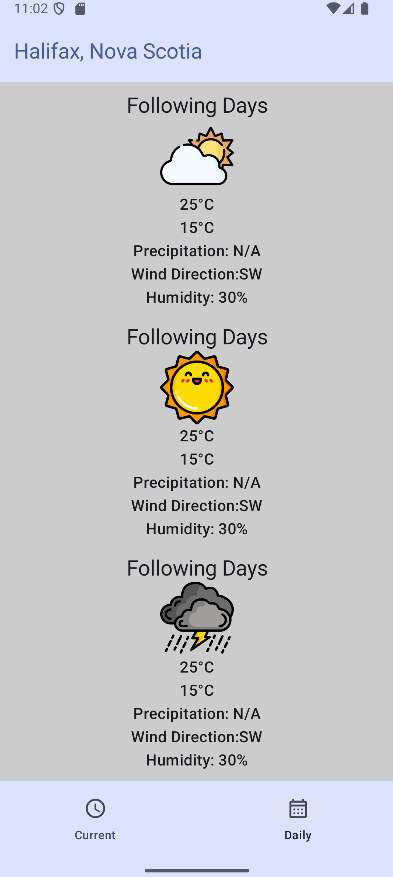 11:02
Halifax, Nova Scotia
Following Days
25°C
15°C
Precipitation: N/A
Wind Direction:SW
Humidity: 30%
Following Days
25°C
15°C
Precipitation: N/A
Wind Direction:SW
Humidity: 30%
Following Days
25°C
15°C
Precipitation: N/A
Wind Direction:SW
Humidity: 30%
Current
Daily